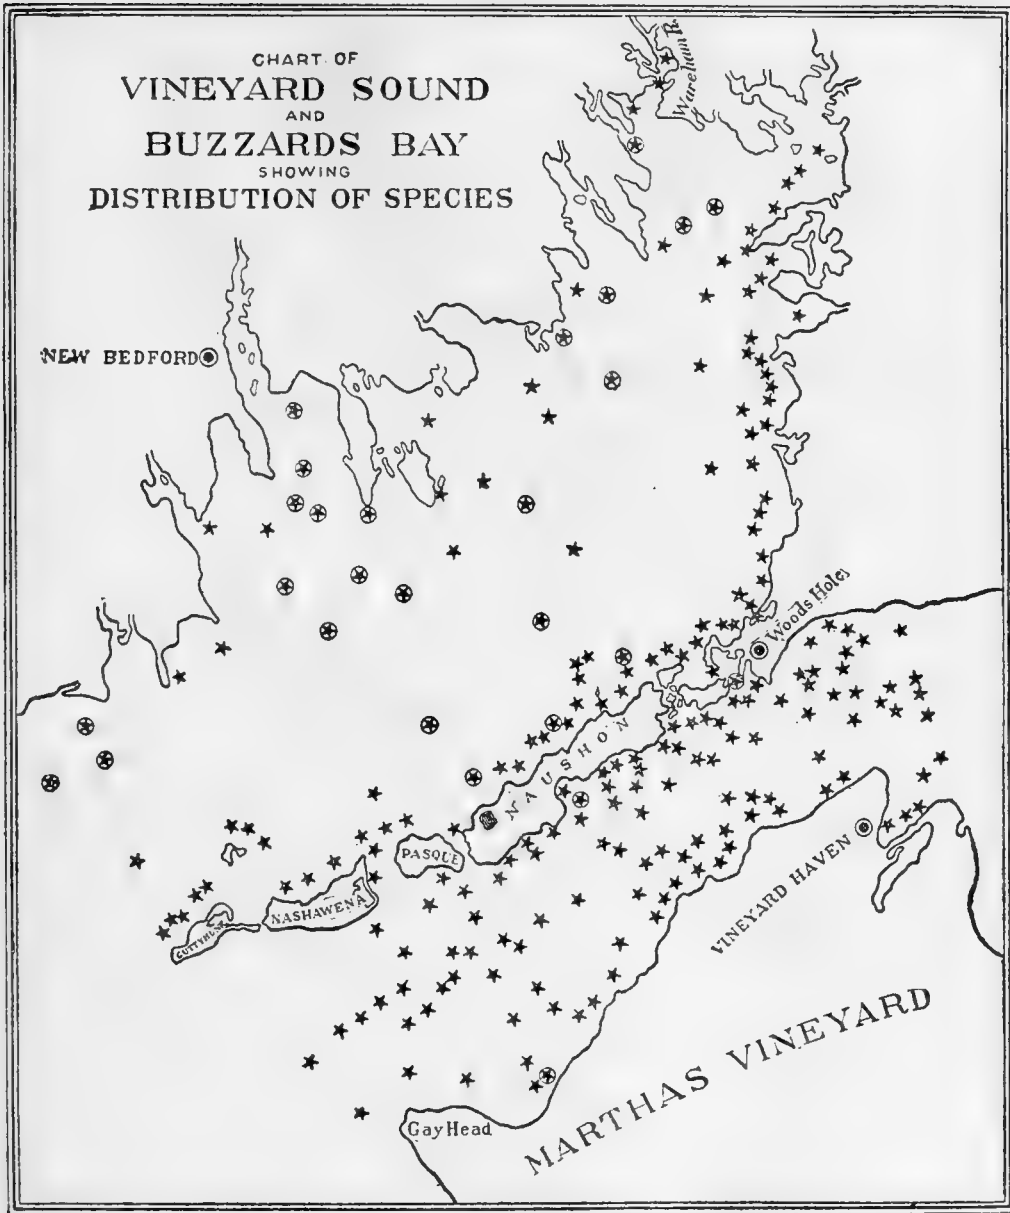 CHART OF
VINEYARD SOUND
AND
BUZZARDS BAY
SHOWING
DISTRIBUTION OF SPECIES
Wareham R.
NEW BEDFORD
Woods Hole
NAUSHON
PASQUE
NASHAWENA
CUTTYHUNK
VINEYARD HAVEN
MARTHAS VINEYARD
Gay Head